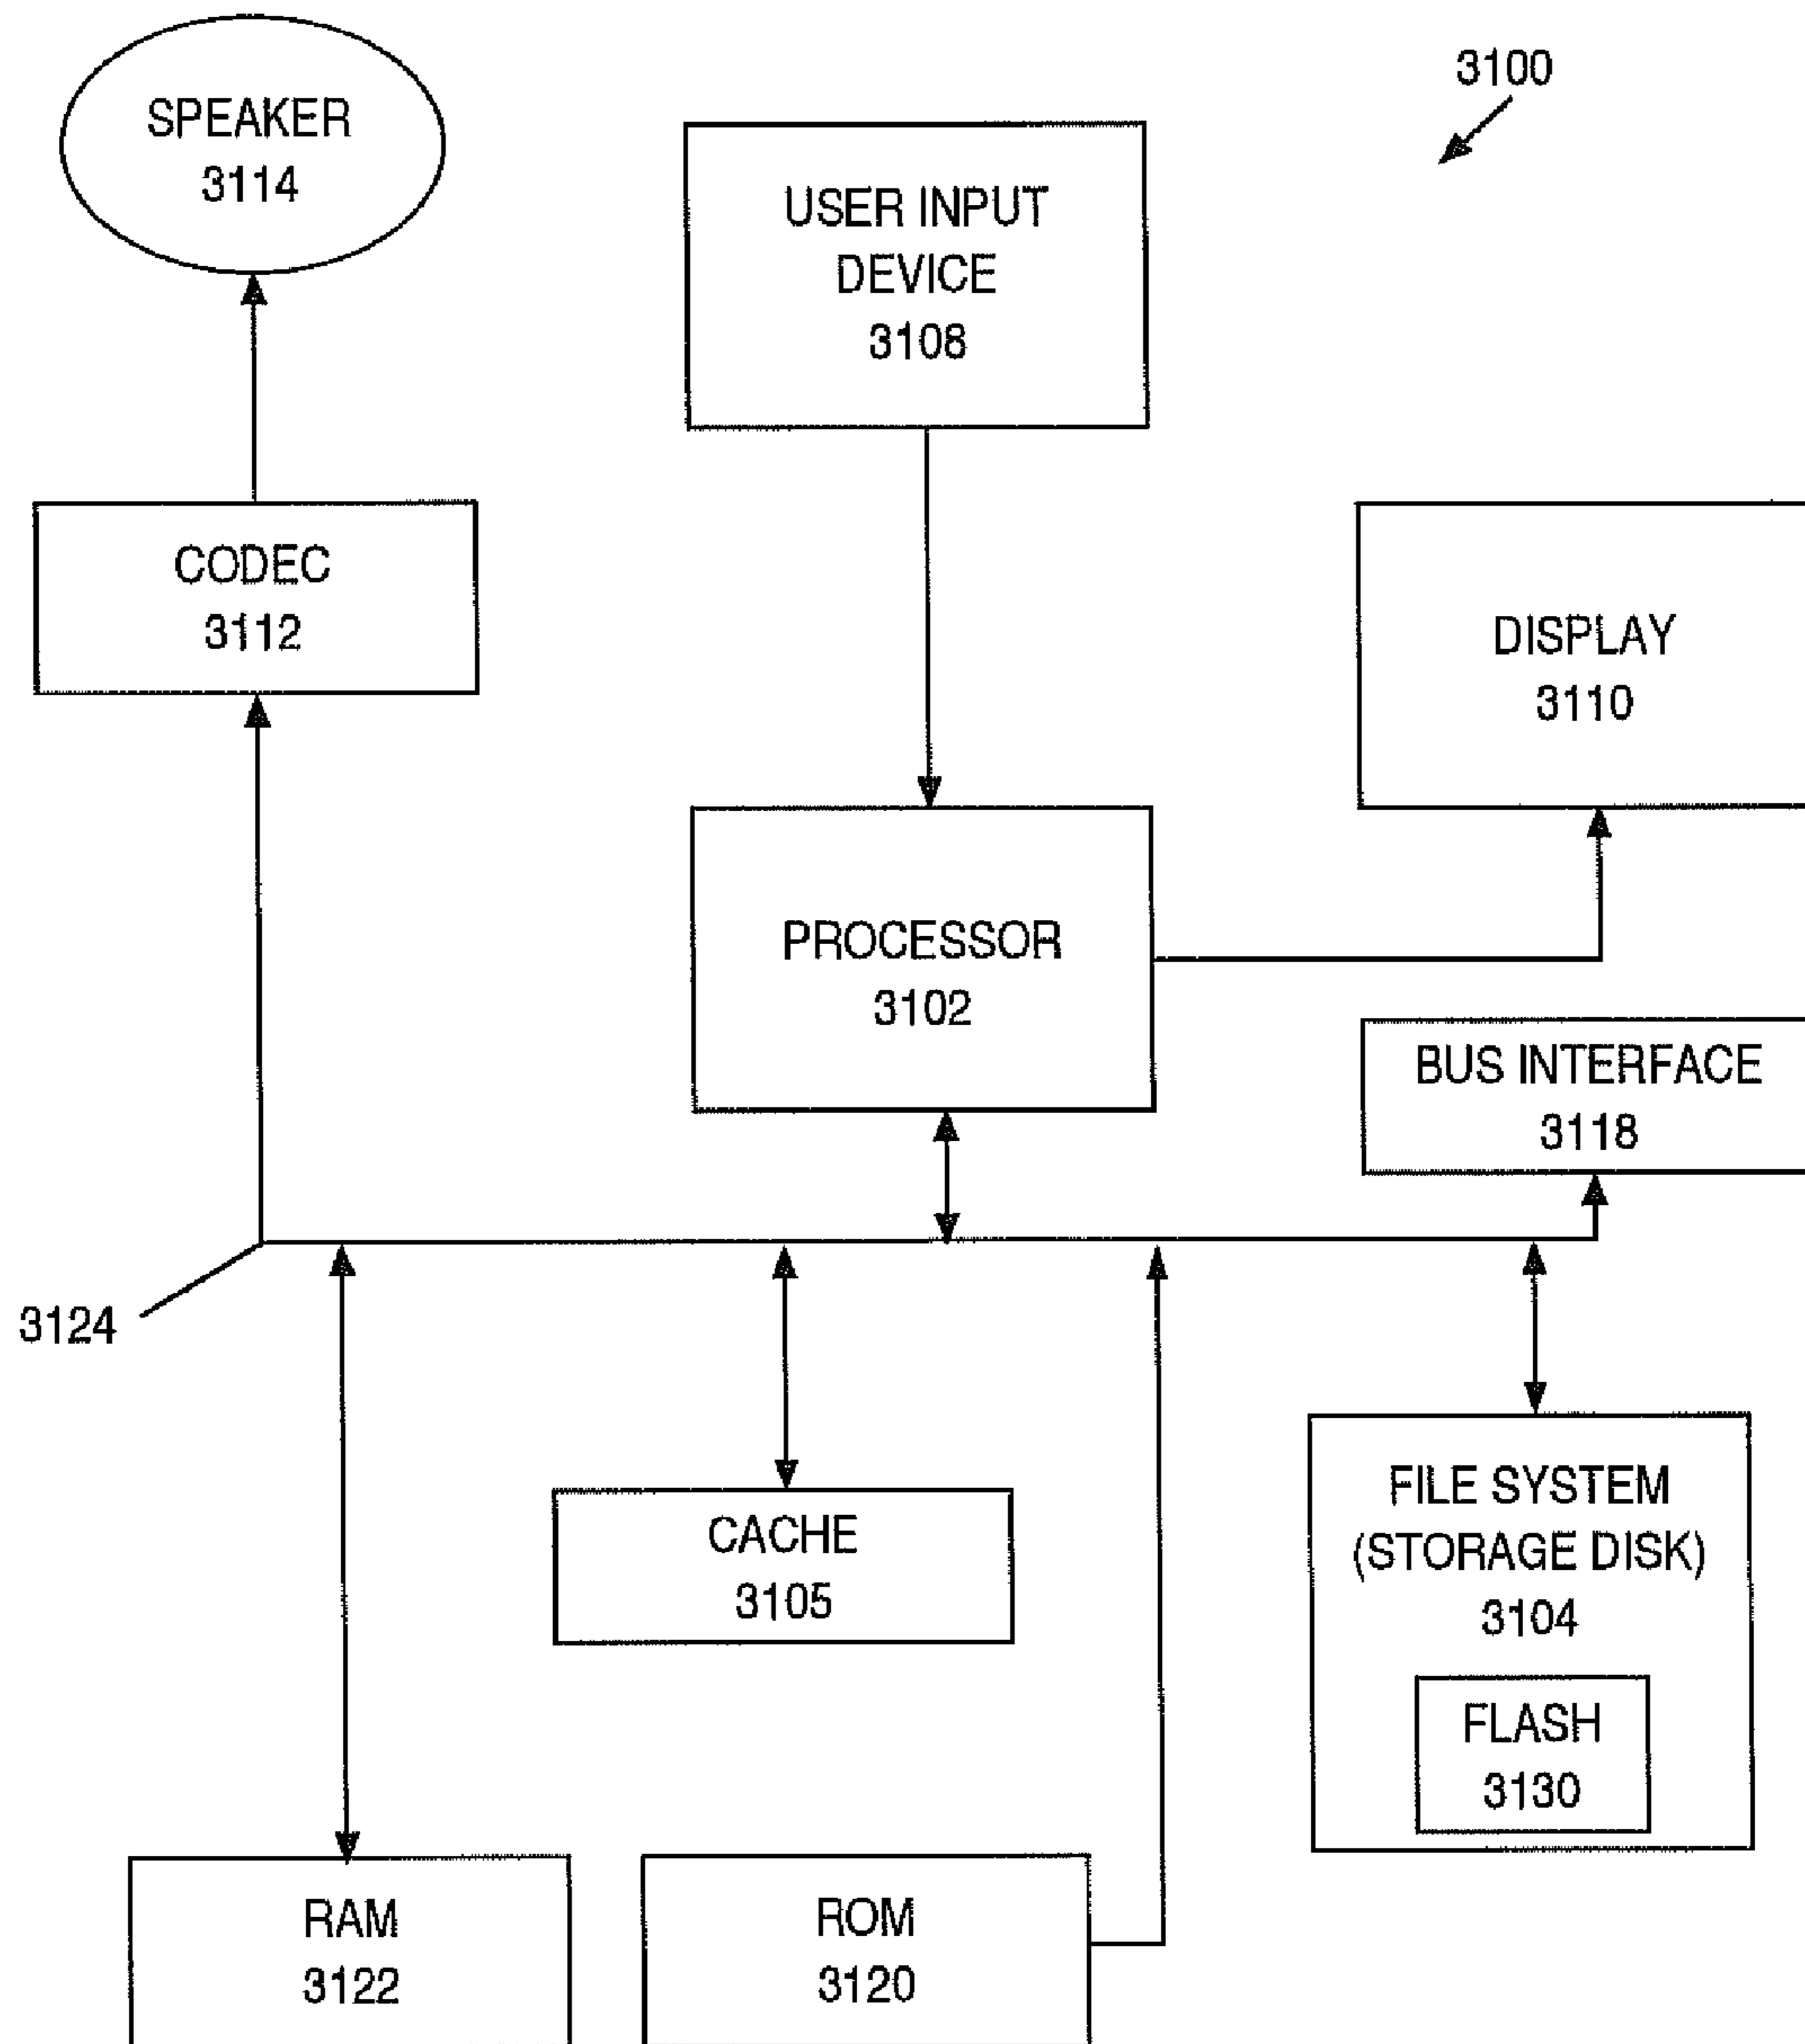 3100
SPEAKER
3114
USER INPUT
DEVICE
3108
CODEC
3112
DISPLAY
3110
PROCESSOR
3102
BUS INTERFACE
3118
3124
CACHE
3105
FILE SYSTEM
(STORAGE DISK)
3104
FLASH
3130
RAM
3122
ROM
3120